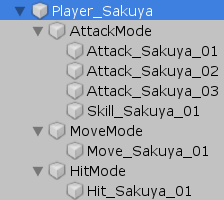 Player_Sakuya
AttackMode
Attack_Sakuya_01
Attack_Sakuya_02
Attack_Sakuya_03
Skill_Sakuya_01
MoveMode
Move_Sakuya_01
HitMode
Hit_Sakuya_01